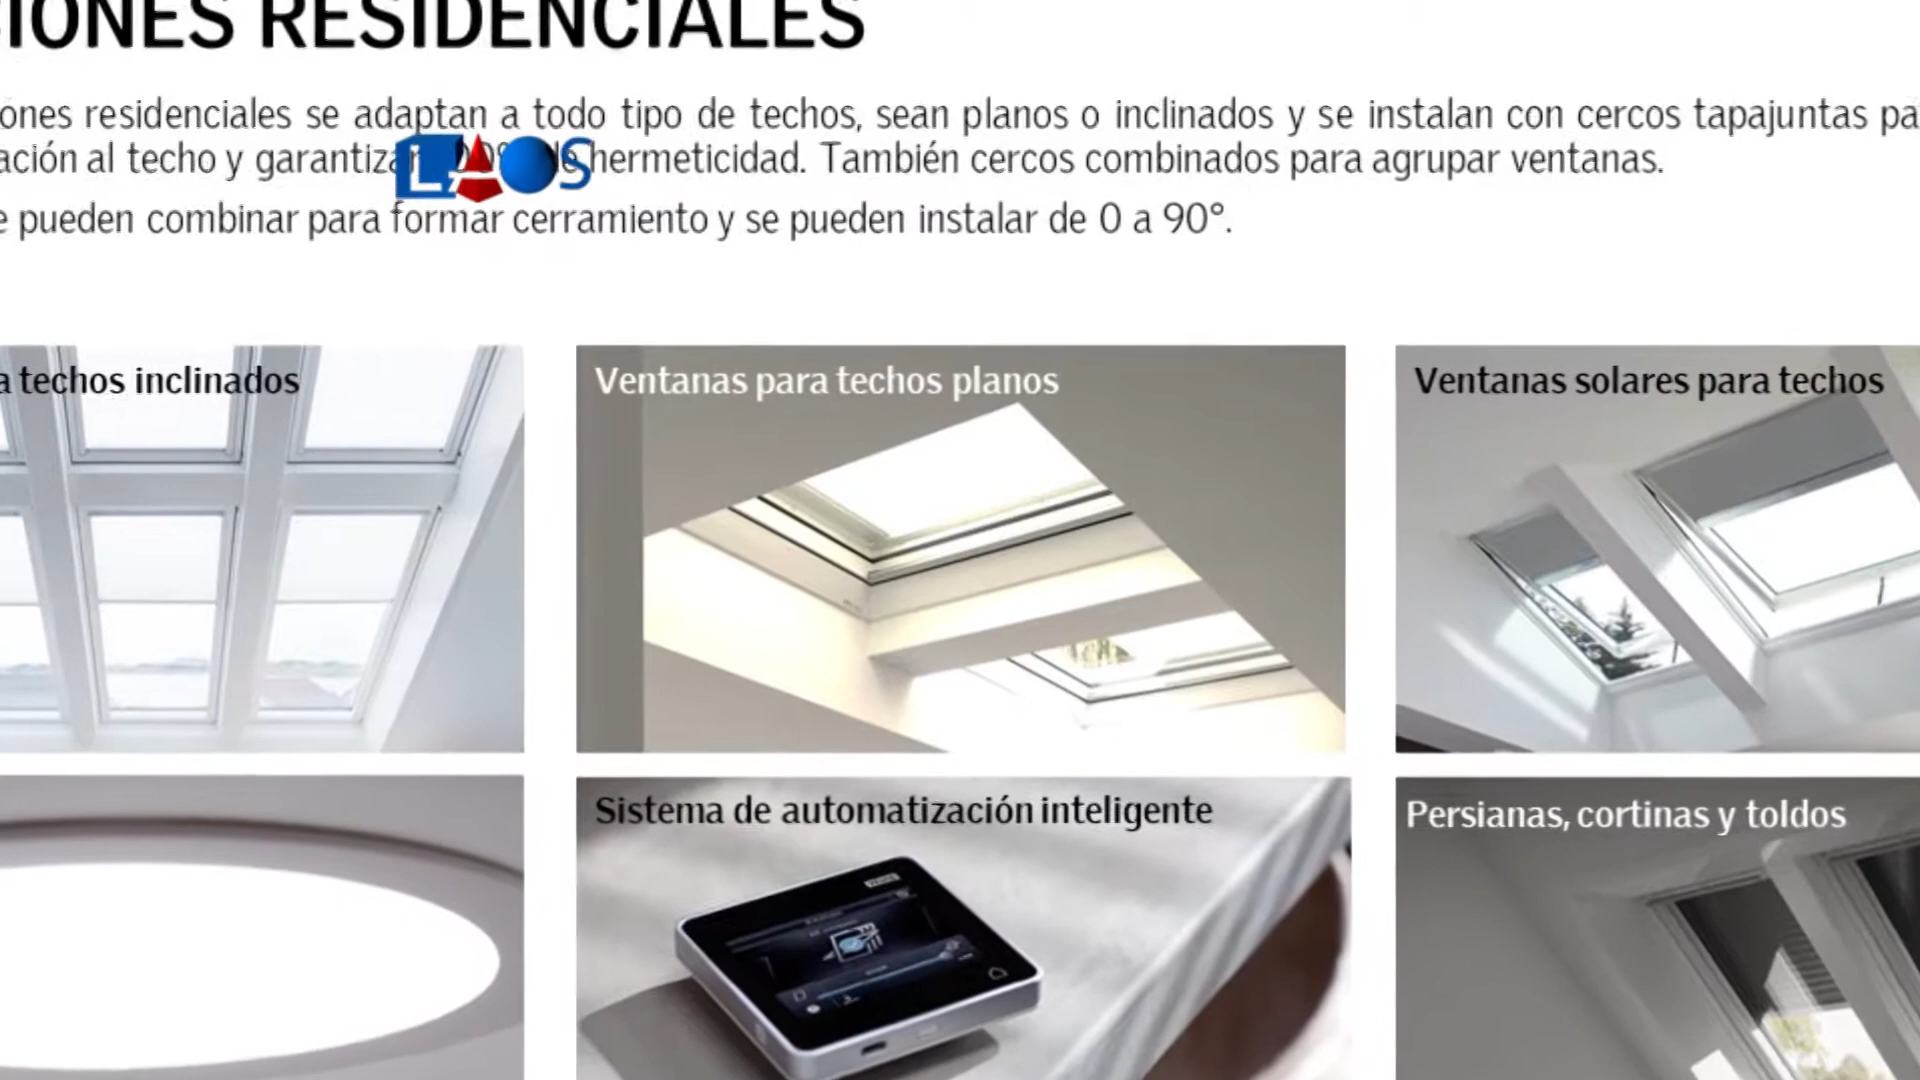 IONES RESIDENCIALES
ones residenciales se adaptan a todo tipo de techos, sean planos o inclinados y se instalan con cercos tapajuntas pa
ación al techo y garantizar de hermeticidad. También cercos combinados para agrupar ventanas.
LAOS
e pueden combinar para formar cerramiento y se pueden instalar de 0 a 90°.
a techos inclinados
Ventanas para techos planos
Ventanas solares para techos
Sistema de automatización inteligente
Persianas, cortinas y toldos